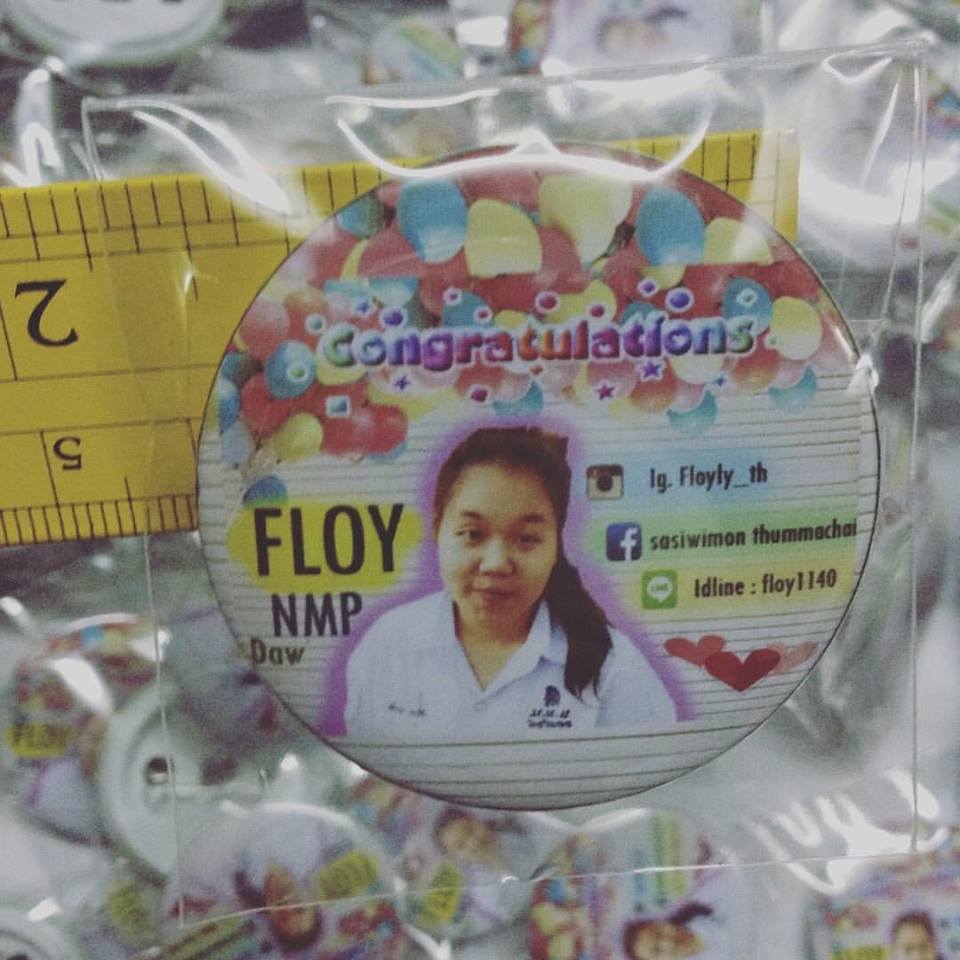 Congratulations
Ig. Floyly_th
FLOY
sasiwimon thummachai
Idline : floy1140
NMP
Daw
2
5